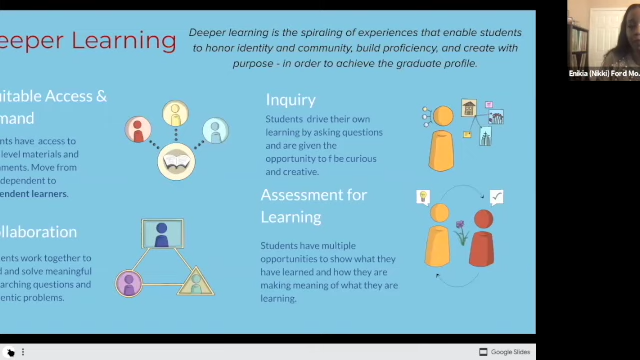 eeper Learning
Deeper learning is the spiraling of experiences that enable students
to honor identity and community, build proficiency, and create with
purpose - in order to achieve the graduate profile.
uitable Access &
mand
nts have access to
level materials and
nments. Move from
dependent to
pendent learners.
Inquiry
Students drive their own
learning by asking questions
and are given the
opportunity to f be curious
and creative.
ollaboration
ents work together to
d and solve meaningful
arching questions and
entic problems.
Assessment for
Learning
Students have multiple
opportunities to show what they
have learned and how they are
making meaning of what they are
learning.
Enikia (Nikki) Ford Mo...
Google Slides